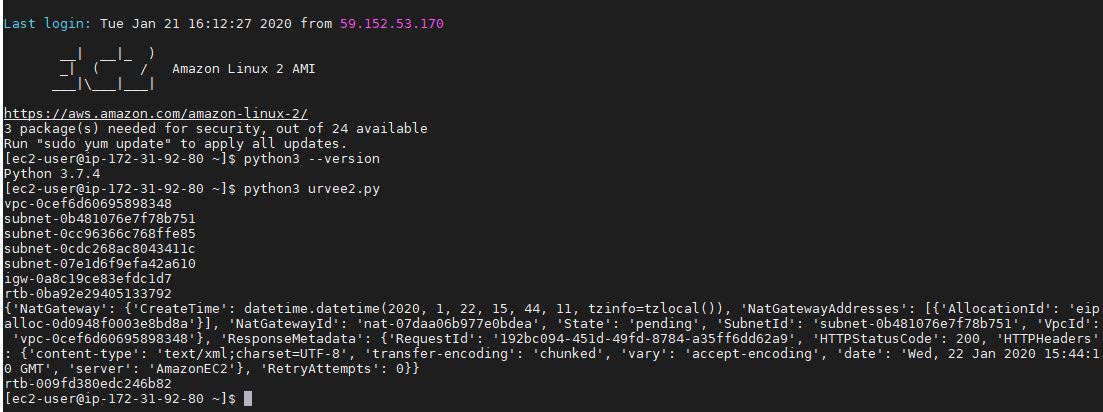 Last login: Tue Jan 21 16:12:27 2020 from 59.152.53.170
       __|  __|_  )
       _|  (     /   Amazon Linux 2 AMI
      ___|\___|___|
https://aws.amazon.com/amazon-linux-2/
3 package(s) needed for security, out of 24 available
Run "sudo yum update" to apply all updates.
[ec2-user@ip-172-31-92-80 ~]$ python3 --version
Python 3.7.4
[ec2-user@ip-172-31-92-80 ~]$ python3 urvee2.py
vpc-0cef6d60695898348
subnet-0b481076e7f78b751
subnet-0cc96366c768ffe85
subnet-0cdc268ac8043411c
subnet-07e1d6f9efa42a610
igw-0a8c19ce83efdc1d7
rtb-0ba92e29405133792
{'NatGateway': {'CreateTime': datetime.datetime(2020, 1, 22, 15, 44, 11, tzinfo=tzlocal()), 'NatGatewayAddresses': [{'AllocationId': 'eip
alloc-0d0948f0003e8bd8a'}], 'NatGatewayId': 'nat-07daa06b977e0bdea', 'State': 'pending', 'SubnetId': 'subnet-0b481076e7f78b751', 'VpcId':
 'vpc-0cef6d60695898348'}, 'ResponseMetadata': {'RequestId': '192bc094-451d-49fd-8784-a35ff6dd62a9', 'HTTPStatusCode': 200, 'HTTPHeaders'
: {'content-type': 'text/xml;charset=UTF-8', 'transfer-encoding': 'chunked', 'vary': 'accept-encoding', 'date': 'Wed, 22 Jan 2020 15:44:1
0 GMT', 'server': 'AmazonEC2'}, 'RetryAttempts': 0}}
rtb-009fd380edc246b82
[ec2-user@ip-172-31-92-80 ~]$